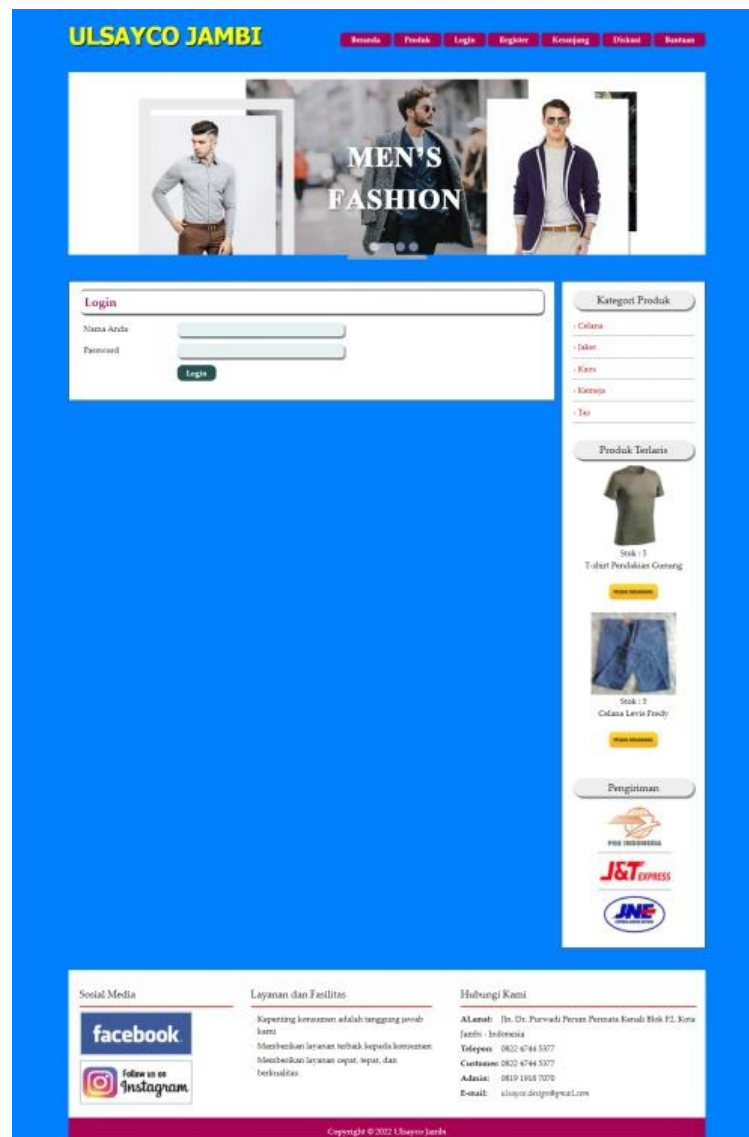 ULSAYCO JAMBI
Beranda Produk Login Register Keranjang Diskusi Bantuan
MEN'S
FASHION
Login
Nama Anda
Password
Login
Kategori Produk
› Celana
› Jaket
› Kaos
› Kemeja
› Tas
Produk Terlaris
Stok : 5
T-shirt Pendakian Gunung
PESAN SEKARANG
Stok : 5
Celana Levis Fredy
PESAN SEKARANG
Pengiriman
POS INDONESIA
J&T EXPRESS
JNE
Sosial Media
facebook
Follow us on
Instagram
Layanan dan Fasilitas
Kepenting konsumen adalah tanggung jawab
kami
Memberikan layanan terbaik kepada konsumen
Memberikan layanan cepat, tepat, dan
berkualitas
Hubungi Kami
ALamat: Jln. Dr. Purwadi Perum Permata Kenali Blok F2. Kota
Jambi - Indonesia
Telepon: 0822 6744 5377
Customer: 0822 6744 5377
Admin: 0819 1918 7070
E-mail: ulsayco.design@gmail.com
Copyright © 2022 Ulsayco Jambi